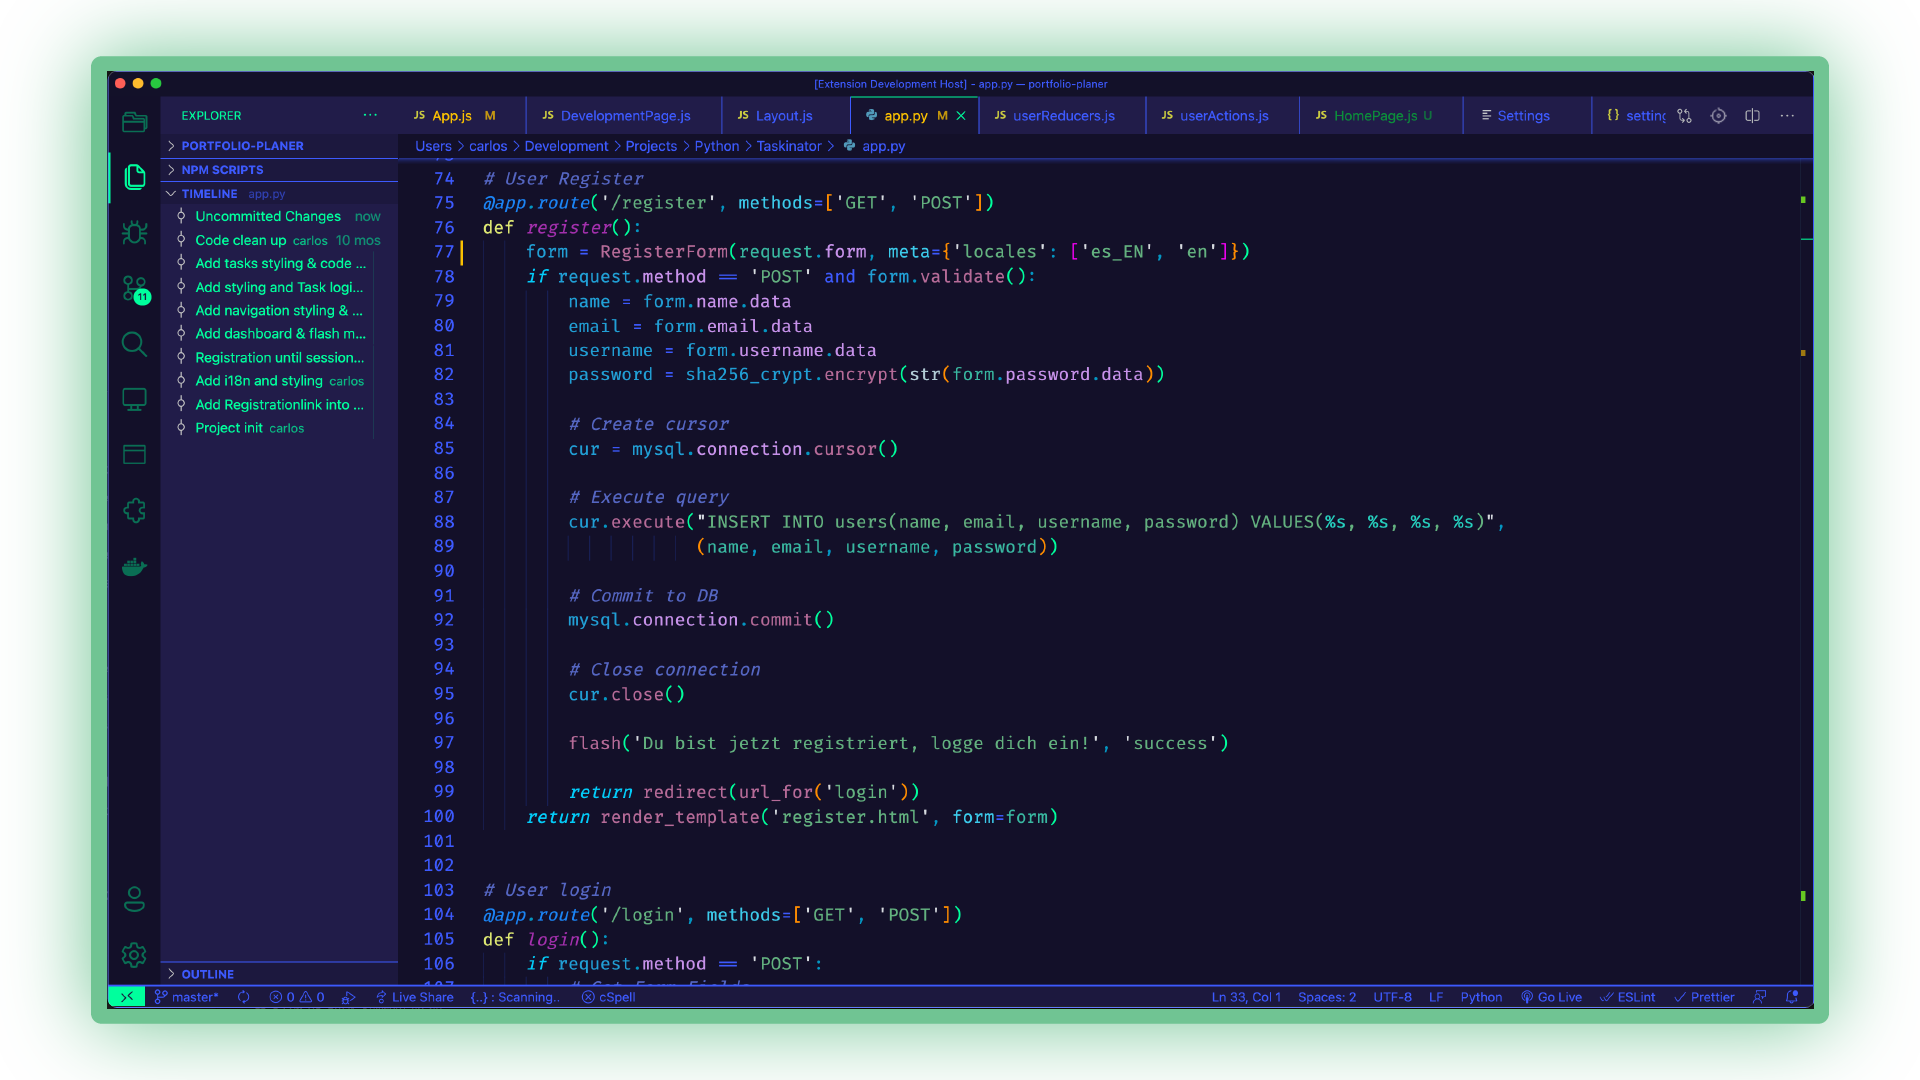 [Extension Development Host] - app.py — portfolio-planer
EXPLORER
JS App.js M
JS DevelopmentPage.js
JS Layout.js
app.py M
JS userReducers.js
JS userActions.js
JS HomePage.js U
Settings
{} setting
PORTFOLIO-PLANER
NPM SCRIPTS
TIMELINE app.py
Uncommitted Changes now
Code clean up carlos 10 mos
Add tasks styling & code ...
Add styling and Task logi...
Add navigation styling & ...
Add dashboard & flash m...
Registration until session...
Add i18n and styling carlos
Add Registrationlink into ...
Project init carlos
11
OUTLINE
Users > carlos > Development > Projects > Python > Taskinator > app.py
74 # User Register
75 @app.route('/register', methods=['GET', 'POST'])
76 def register():
77 form = RegisterForm(request.form, meta={'locales': ['es_EN', 'en']})
78 if request.method == 'POST' and form.validate():
79 name = form.name.data
80 email = form.email.data
81 username = form.username.data
82 password = sha256_crypt.encrypt(str(form.password.data))
83
84 # Create cursor
85 cur = mysql.connection.cursor()
86
87 # Execute query
88 cur.execute("INSERT INTO users(name, email, username, password) VALUES(%s, %s, %s, %s)",
89 (name, email, username, password))
90
91 # Commit to DB
92 mysql.connection.commit()
93
94 # Close connection
95 cur.close()
96
97 flash('Du bist jetzt registriert, logge dich ein!', 'success')
98
99 return redirect(url_for('login'))
100 return render_template('register.html', form=form)
101
102
103 # User login
104 @app.route('/login', methods=['GET', 'POST'])
105 def login():
106 if request.method == 'POST':
master* 0 0 Live Share {..} : Scanning.. cSpell
Ln 33, Col 1 Spaces: 2 UTF-8 LF Python Go Live ESLint Prettier